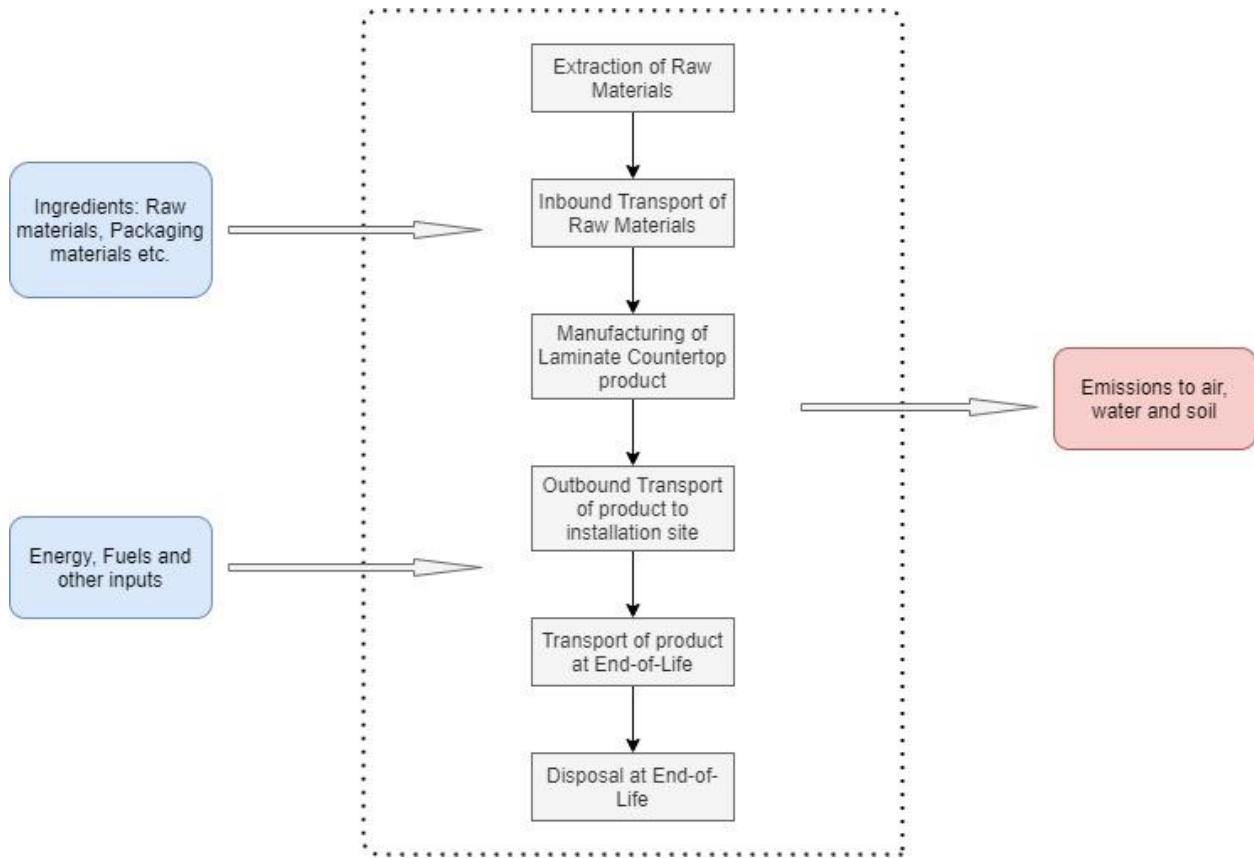 Extraction of Raw
Materials
Ingredients: Raw
materials, Packaging
materials etc.
Inbound Transport of
Raw Materials
Manufacturing of
Laminate Countertop
product
Emissions to air,
water and soil
Outbound Transport
of product to
installation site
Energy, Fuels and
other inputs
Transport of product
at End-of-Life
Disposal at End-of-
Life